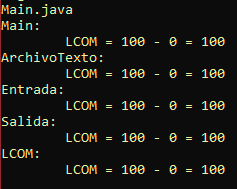 Main.java
Main:
LCOM = 100 - 0 = 100
ArchivoTexto:
LCOM = 100 - 0 = 100
Entrada:
LCOM = 100 - 0 = 100
Salida:
LCOM = 100 - 0 = 100
LCOM:
LCOM = 100 - 0 = 100